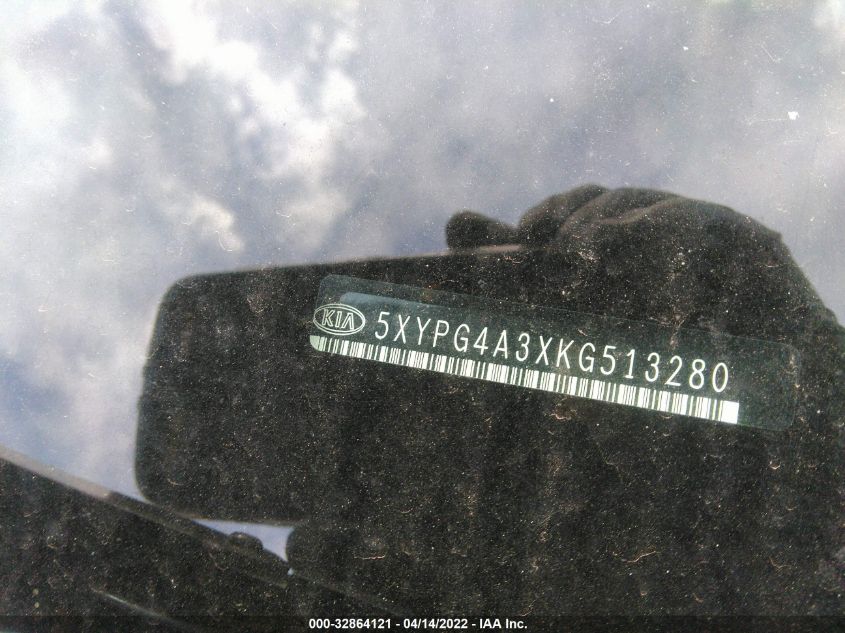 KIA 5XYPG4A3XKG513280
000-32864121 - 04/14/2022 - IAA Inc.